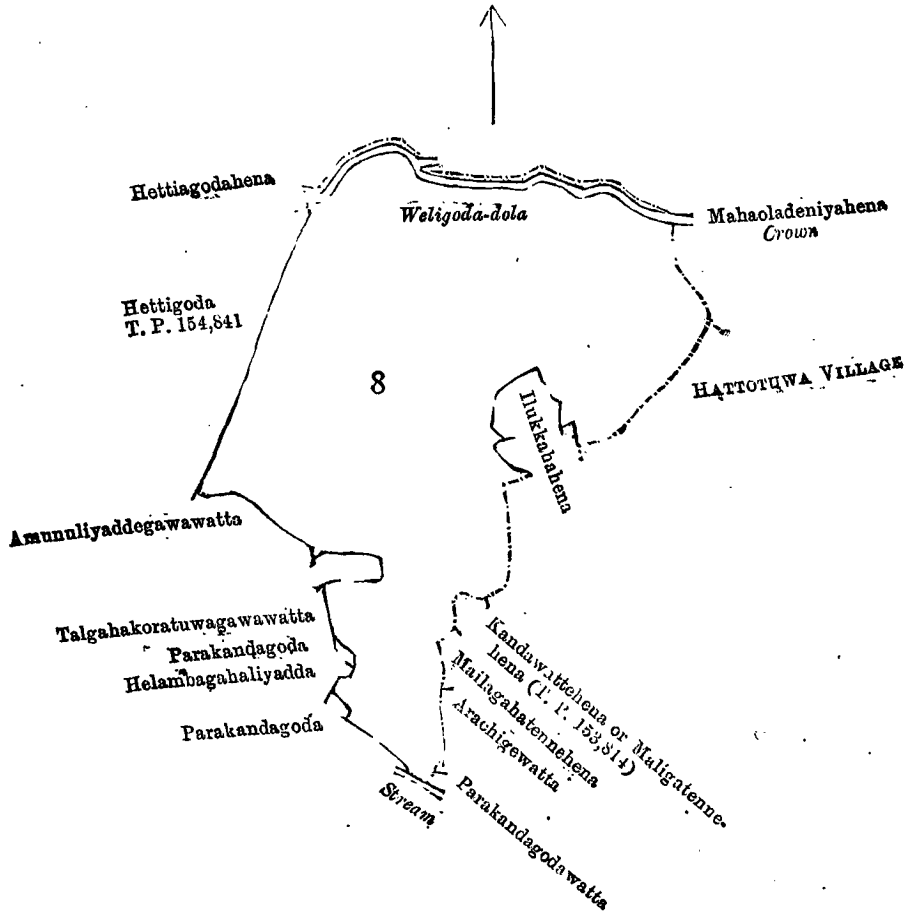 Hettiagodahena
Weligoda-dola
Mahaoladeniyahena
Crown
Hettigoda
T. P. 154,841
8
HATTOTUWA VILLAGE
Ilukkahahena
Amunuliyaddegawawatta
Talgahakoratuwagawawatta
Parakandagoda
Helambagahaliyadda
Parakandagoda
Kandawattehena or Maligatenne-
hena (T. P. 153,814)
Mailagahatennehena
Arachigewatta
Parakandagodawatta
Stream